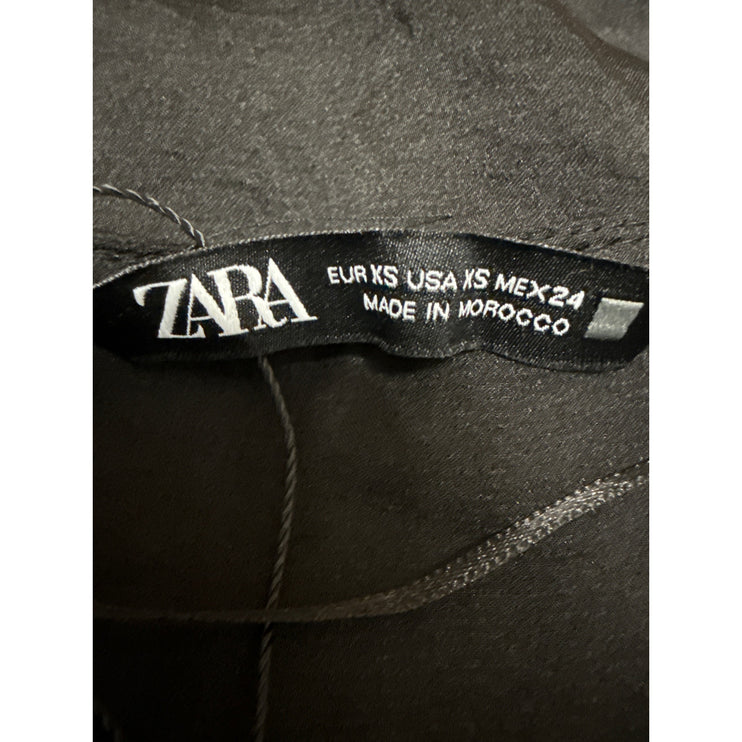 ZARA
EUR XS USA XS MEX 24
MADE IN MOROCCO